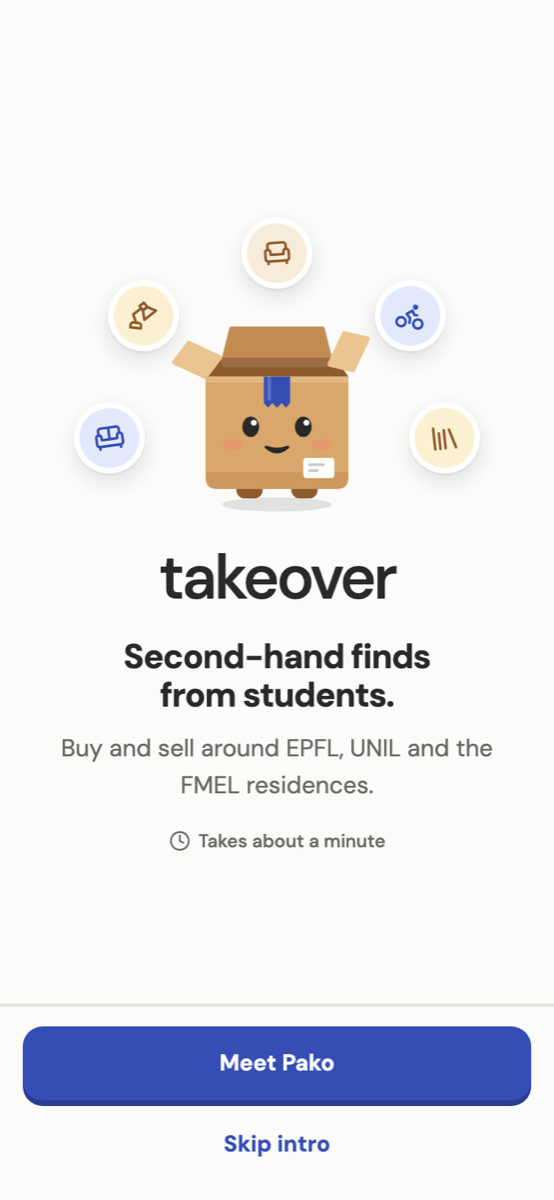 takeover
Second-hand finds
from students.
Buy and sell around EPFL, UNIL and the
FMEL residences.
Takes about a minute
Meet Pako
Skip intro